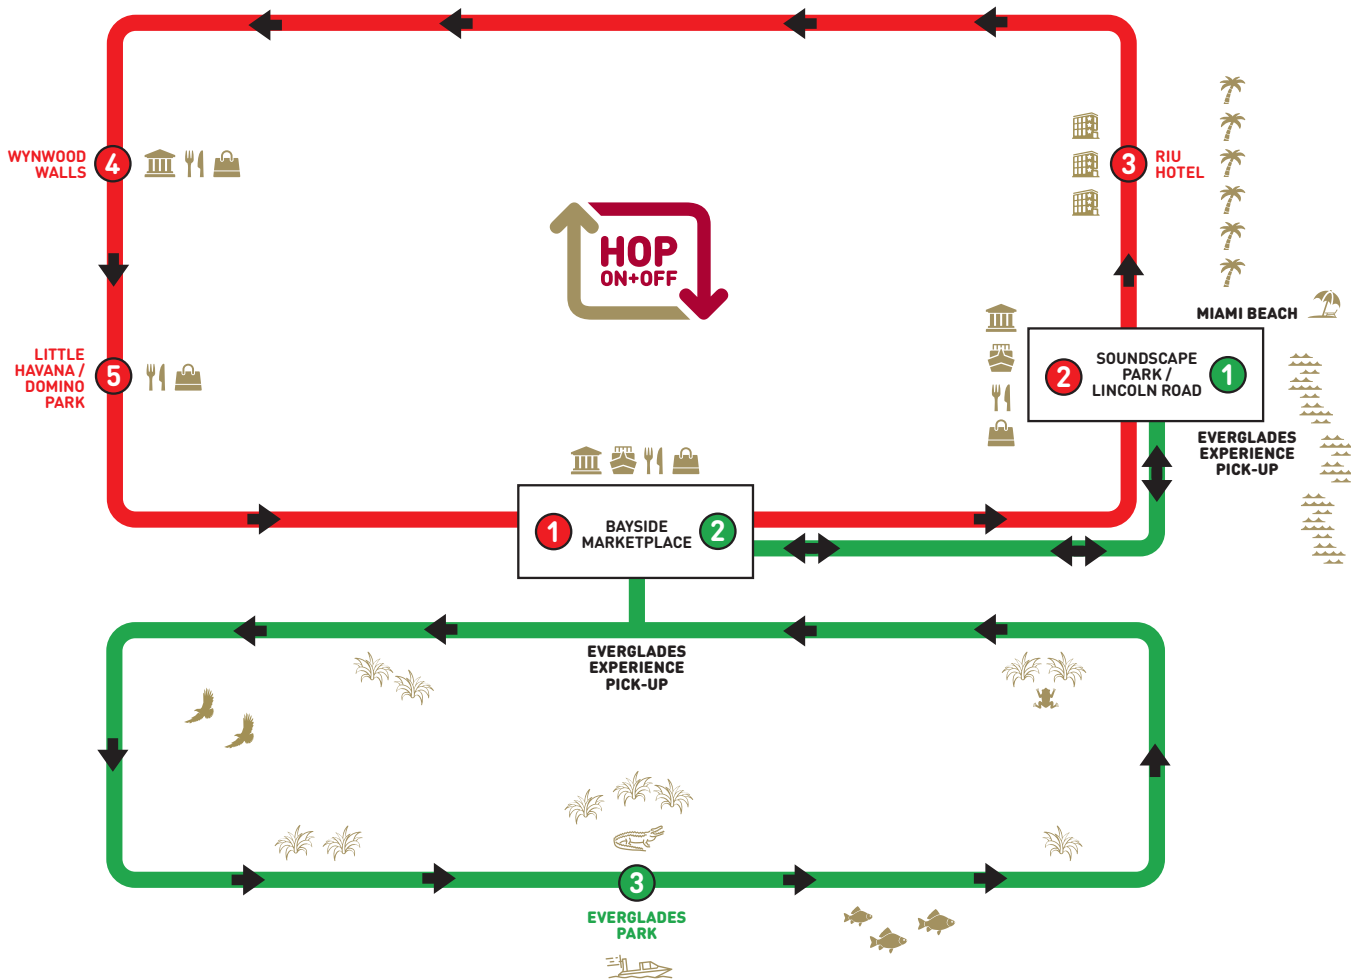 WYNWOOD
WALLS
4
3
RIU
HOTEL
HOP
ON+OFF
MIAMI BEACH
LITTLE
HAVANA /
DOMINO
PARK
5
2
SOUNDSCAPE
PARK /
LINCOLN ROAD
1
EVERGLADES
EXPERIENCE
PICK-UP
1
BAYSIDE
MARKETPLACE
2
EVERGLADES
EXPERIENCE
PICK-UP
3
EVERGLADES
PARK